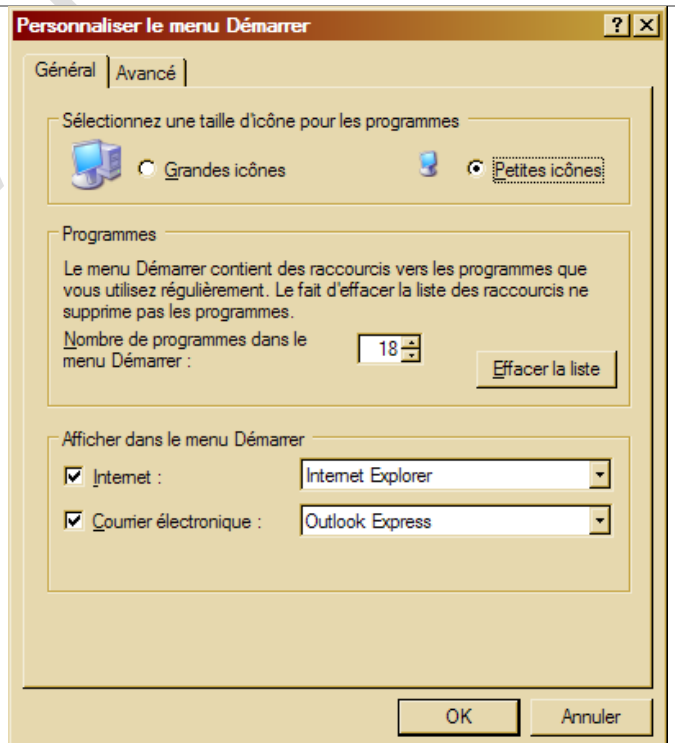 Personnaliser le menu Démarrer
Général Avancé
Sélectionnez une taille d'icône pour les programmes
Grandes icônes Petites icônes
Programmes
Le menu Démarrer contient des raccourcis vers les programmes que
vous utilisez régulièrement. Le fait d'effacer la liste des raccourcis ne
supprime pas les programmes.
Nombre de programmes dans le
menu Démarrer :
18
Effacer la liste
Afficher dans le menu Démarrer
Internet : Internet Explorer
Courrier électronique : Outlook Express
OK Annuler